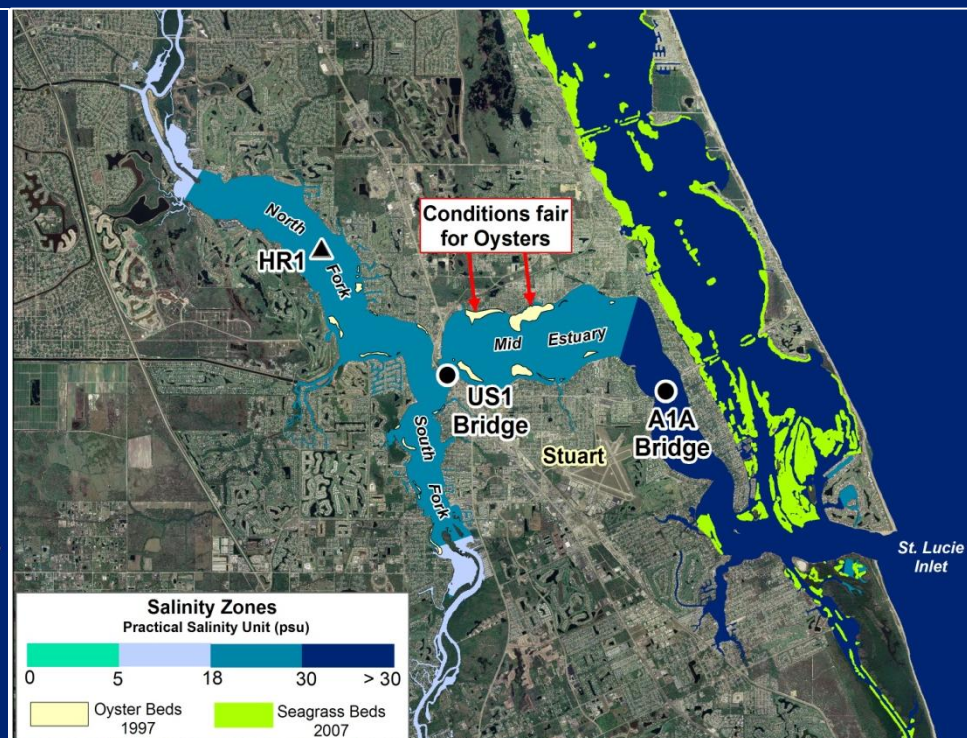 Conditions fair
for Oysters
North
Fork
HR1
Mid Estuary
US1
Bridge
A1A
Bridge
South
Fork
Stuart
St. Lucie
Inlet
Salinity Zones
Practical Salinity Unit (psu)
0 5 18 30 > 30
Oyster Beds
1997
Seagrass Beds
2007